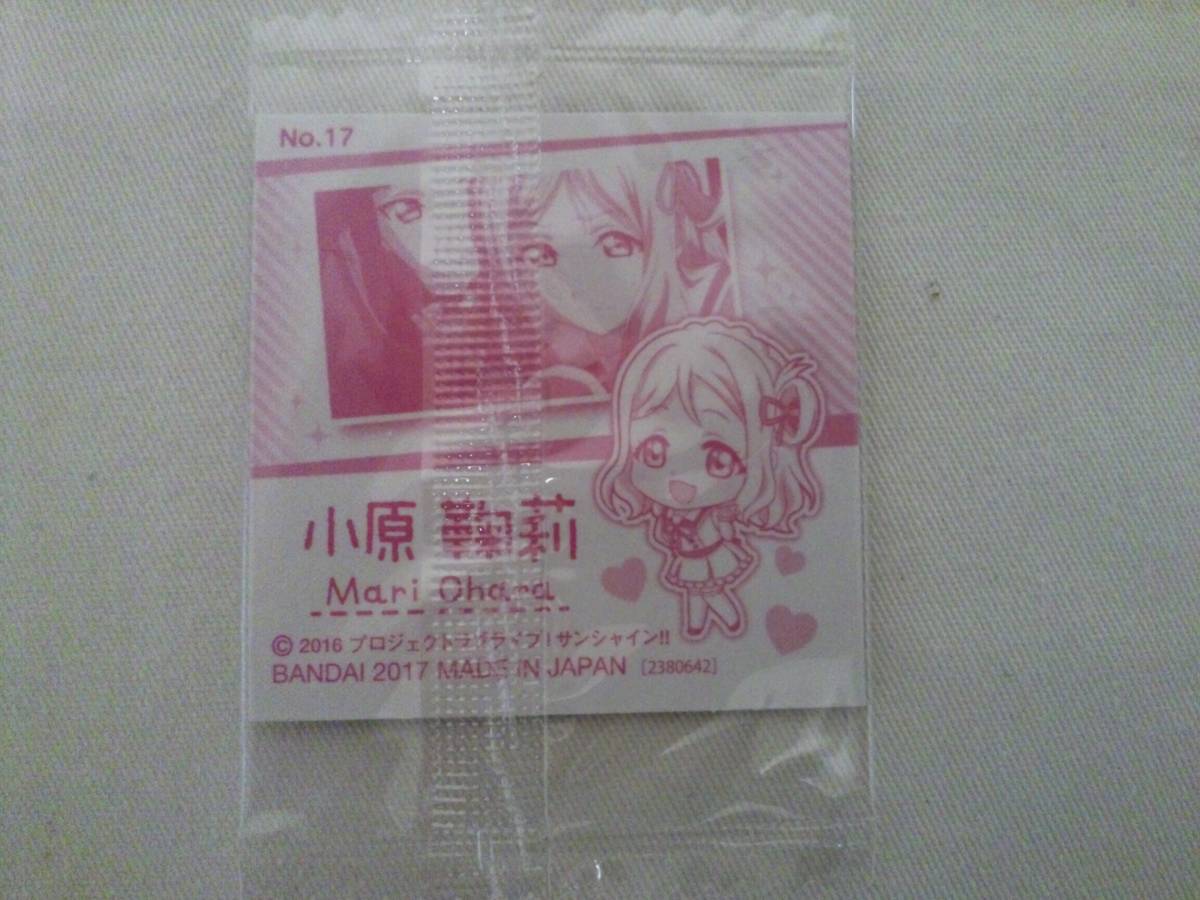 No.17
小原 鞠莉
Mari Ohara
© 2016 プロジェクトラブライブ!サンシャイン!!
BANDAI 2017 MADE IN JAPAN [2380642]